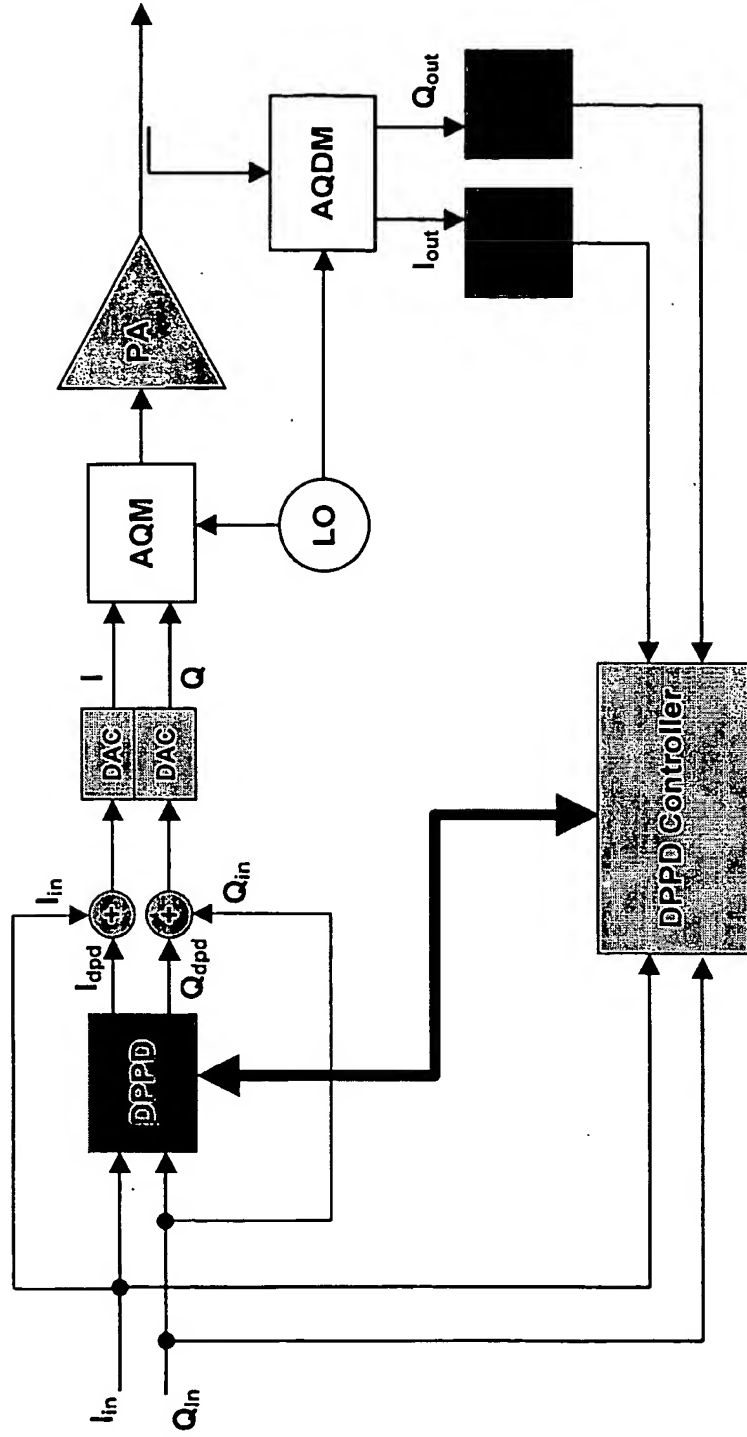 I_in
Q_in
DPPD
I_dpd
Q_dpd
I_in
Q_in
+
+
DAC
DAC
I
Q
AQM
LO
PA
AQDM
I_out
Q_out
DPPD Controller